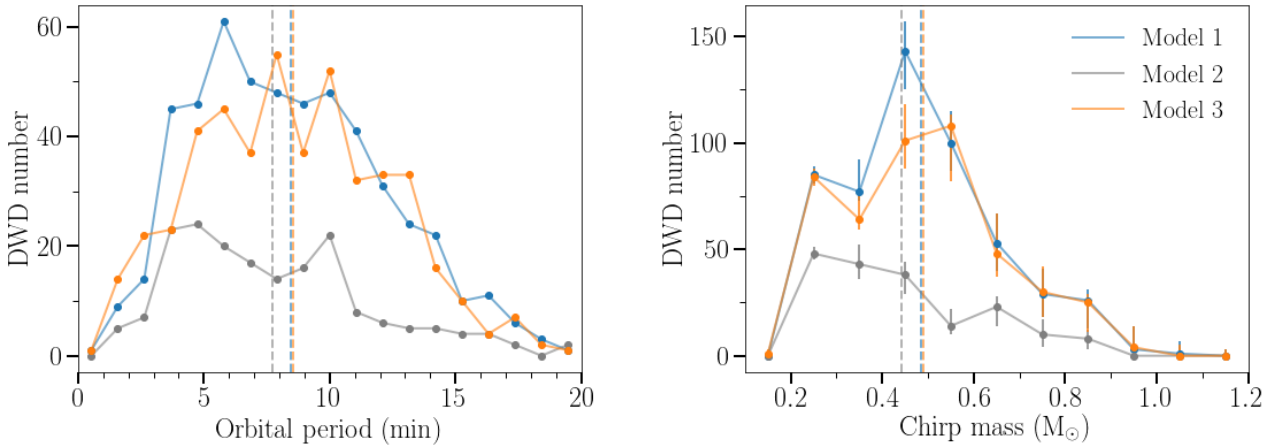 60
40
20
0
DWD number
0
5
10
15
20
Orbital period (min)
150
100
50
0
DWD number
0.2
0.4
0.6
0.8
1.0
1.2
Chirp mass (M⊙)
Model 1
Model 2
Model 3